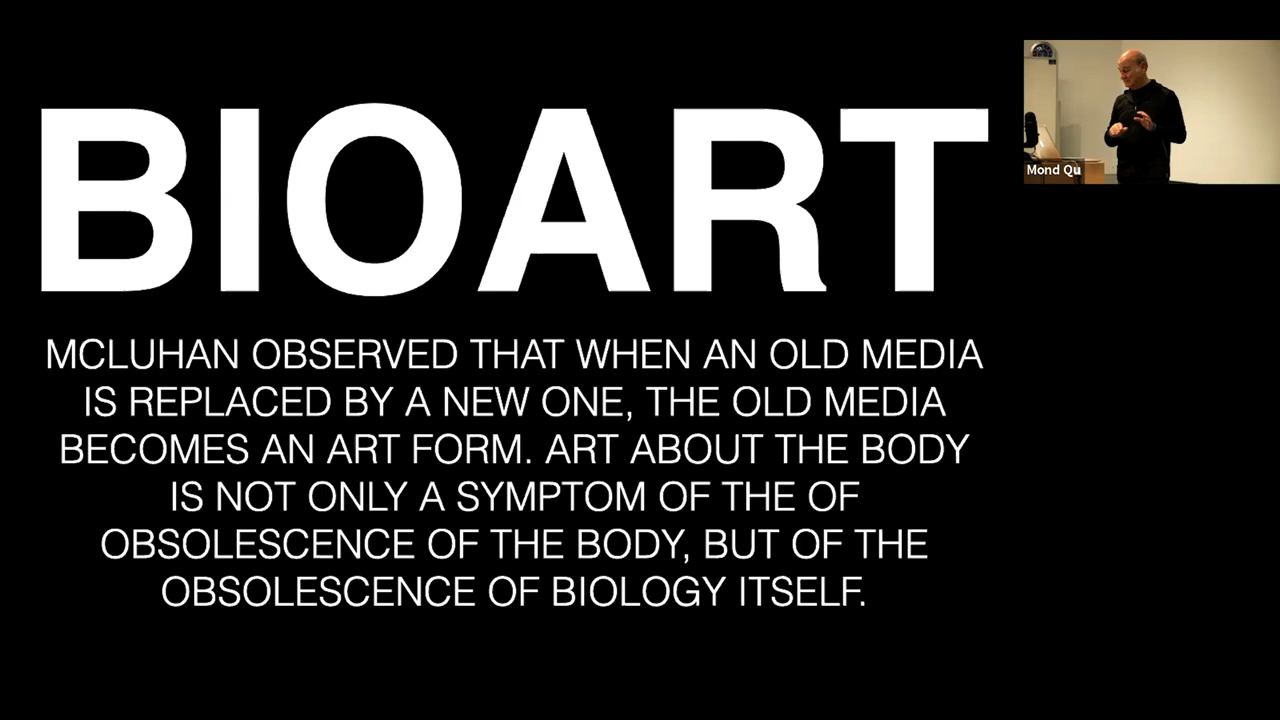 BIOART
MCLUHAN OBSERVED THAT WHEN AN OLD MEDIA
IS REPLACED BY A NEW ONE, THE OLD MEDIA
BECOMES AN ART FORM. ART ABOUT THE BODY
IS NOT ONLY A SYMPTOM OF THE OF
OBSOLESCENCE OF THE BODY, BUT OF THE
OBSOLESCENCE OF BIOLOGY ITSELF.
Mond Qu